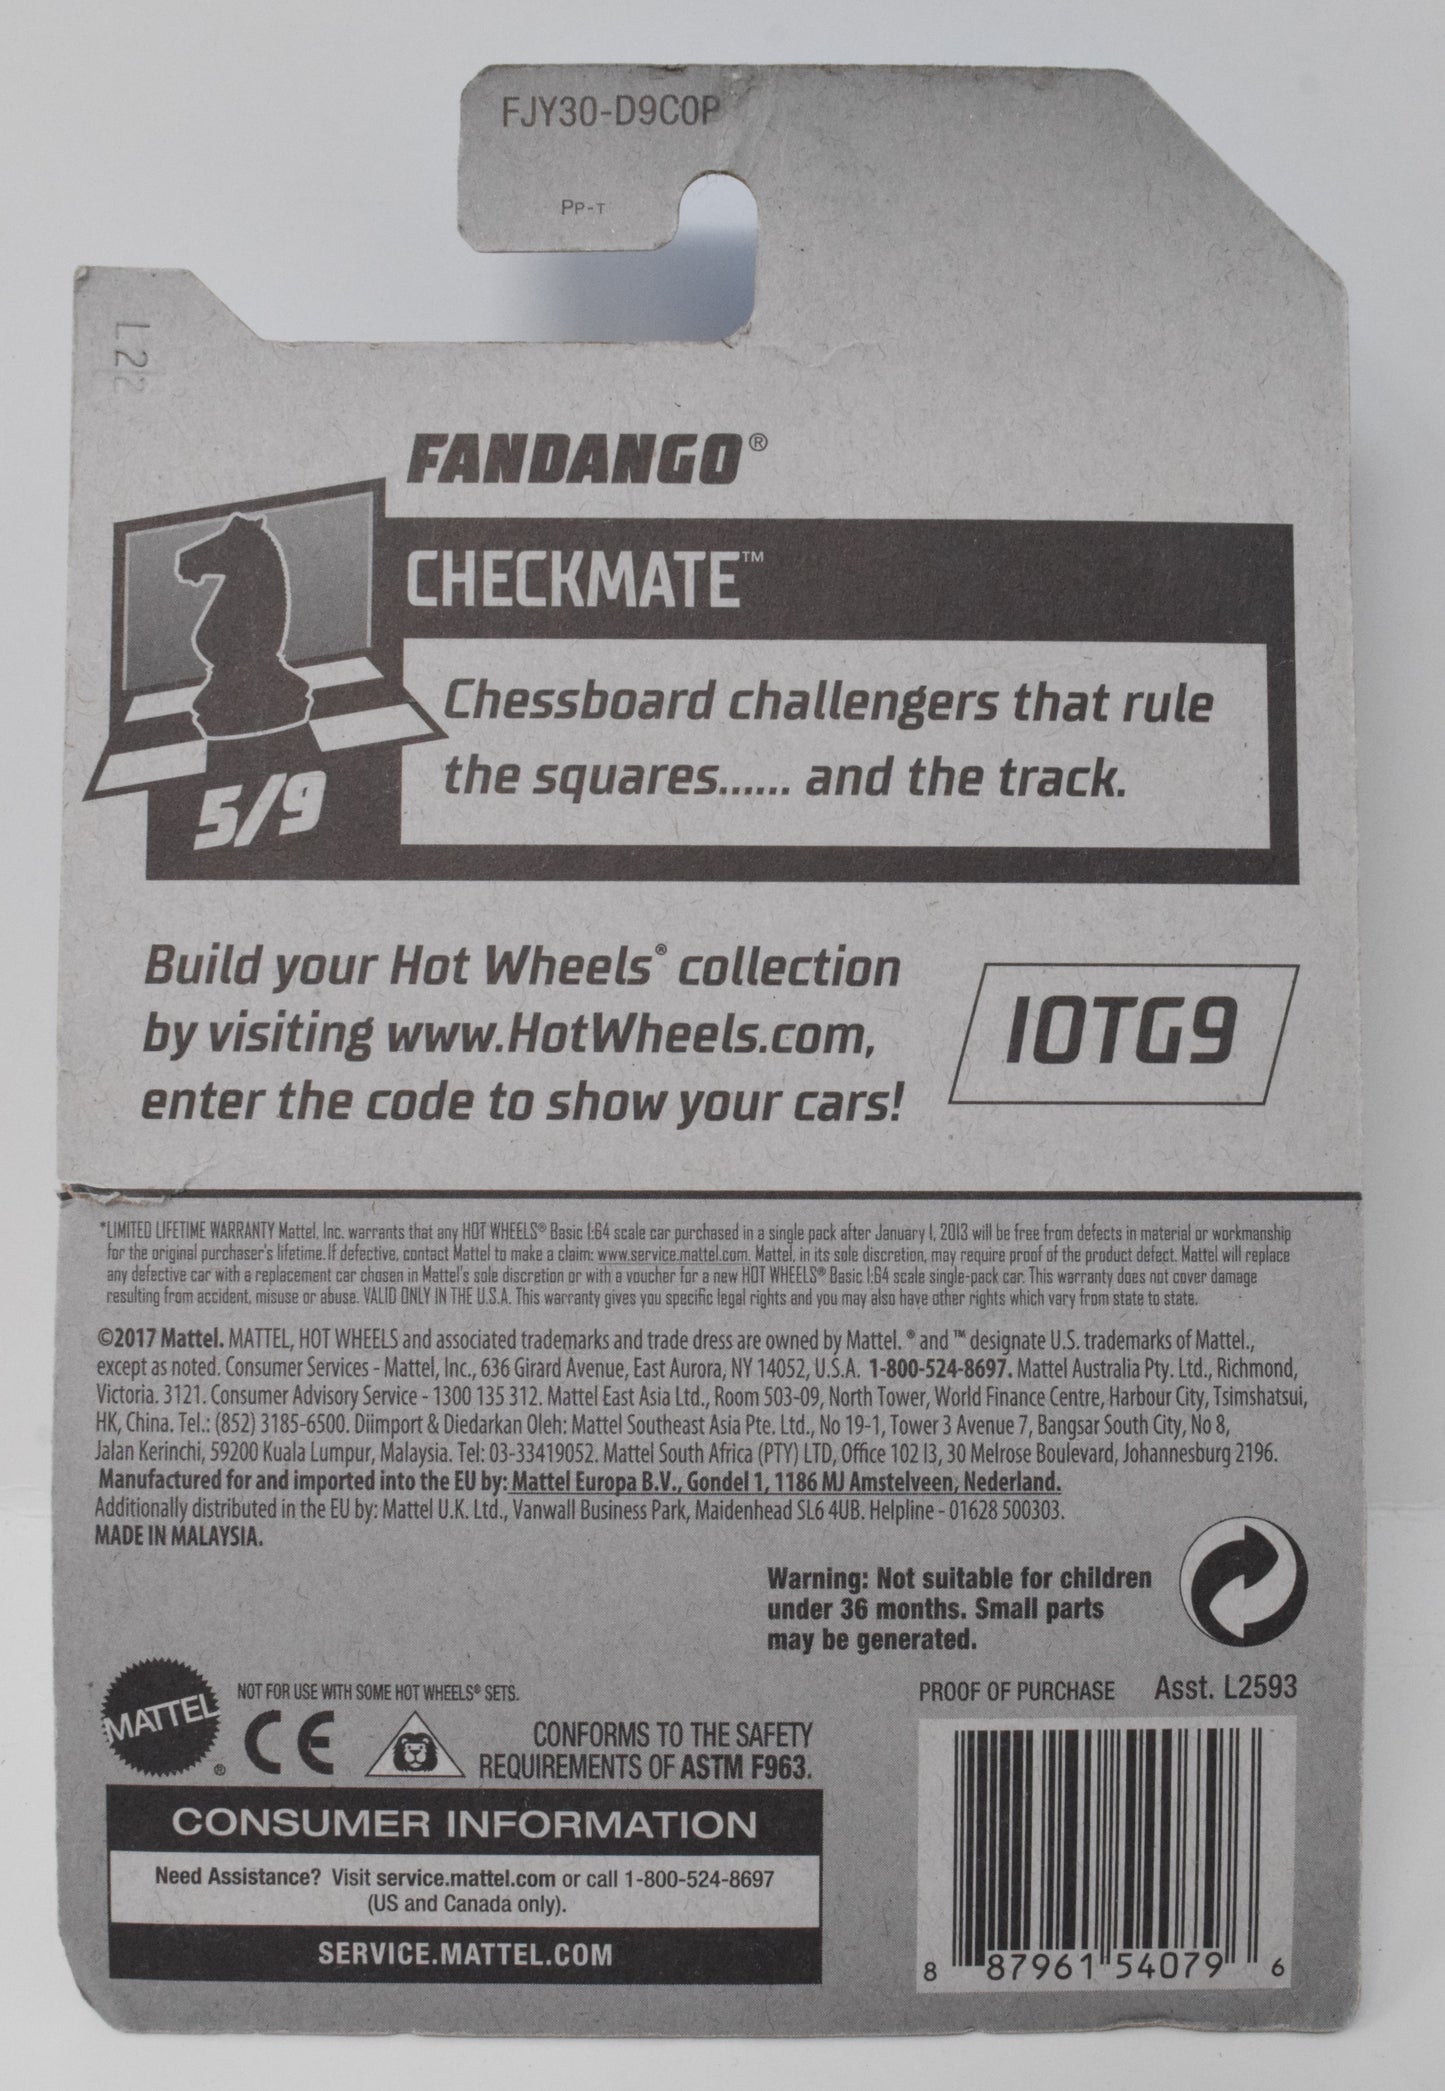 FJY30-D9C0P
Pp-T
L22
FANDANGO®
CHECKMATE™
Chessboard challengers that rule
the squares...... and the track.
5/9
Build your Hot Wheels® collection
by visiting www.HotWheels.com,
enter the code to show your cars!
IOTG9
*LIMITED LIFETIME WARRANTY Mattel, Inc. warrants that any HOT WHEELS® Basic 1:64 scale car purchased in a single pack after January 1, 2013 will be free from defects in material or workmanship
for the original purchaser's lifetime. If defective, contact Mattel to make a claim: www.service.mattel.com. Mattel, in its sole discretion, may require proof of the product defect. Mattel will replace
any defective car with a replacement car chosen in Mattel's sole discretion or with a voucher for a new HOT WHEELS® Basic 1:64 scale single-pack car. This warranty does not cover damage
resulting from accident, misuse or abuse. VALID ONLY IN THE U.S.A. This warranty gives you specific legal rights and you may also have other rights which vary from state to state.
©2017 Mattel. MATTEL, HOT WHEELS and associated trademarks and trade dress are owned by Mattel. ® and ™ designate U.S. trademarks of Mattel.,
except as noted. Consumer Services - Mattel, Inc., 636 Girard Avenue, East Aurora, NY 14052, U.S.A. 1-800-524-8697. Mattel Australia Pty. Ltd., Richmond,
Victoria. 3121. Consumer Advisory Service - 1300 135 312. Mattel East Asia Ltd., Room 503-09, North Tower, World Finance Centre, Harbour City, Tsimshatsui,
HK, China. Tel.: (852) 3185-6500. Diimport & Diedarkan Oleh: Mattel Southeast Asia Pte. Ltd., No 19-1, Tower 3 Avenue 7, Bangsar South City, No 8,
Jalan Kerinchi, 59200 Kuala Lumpur, Malaysia. Tel: 03-33419052. Mattel South Africa (PTY) LTD, Office 102 I3, 30 Melrose Boulevard, Johannesburg 2196.
Manufactured for and imported into the EU by: Mattel Europa B.V., Gondel 1, 1186 MJ Amstelveen, Nederland.
Additionally distributed in the EU by: Mattel U.K. Ltd., Vanwall Business Park, Maidenhead SL6 4UB. Helpline - 01628 500303.
MADE IN MALAYSIA.
Warning: Not suitable for children
under 36 months. Small parts
may be generated.
MATTEL®
NOT FOR USE WITH SOME HOT WHEELS® SETS.
CE
CONFORMS TO THE SAFETY
REQUIREMENTS OF ASTM F963.
PROOF OF PURCHASE Asst. L2593
CONSUMER INFORMATION
Need Assistance? Visit service.mattel.com or call 1-800-524-8697
(US and Canada only).
SERVICE.MATTEL.COM
8 87961 54079 6